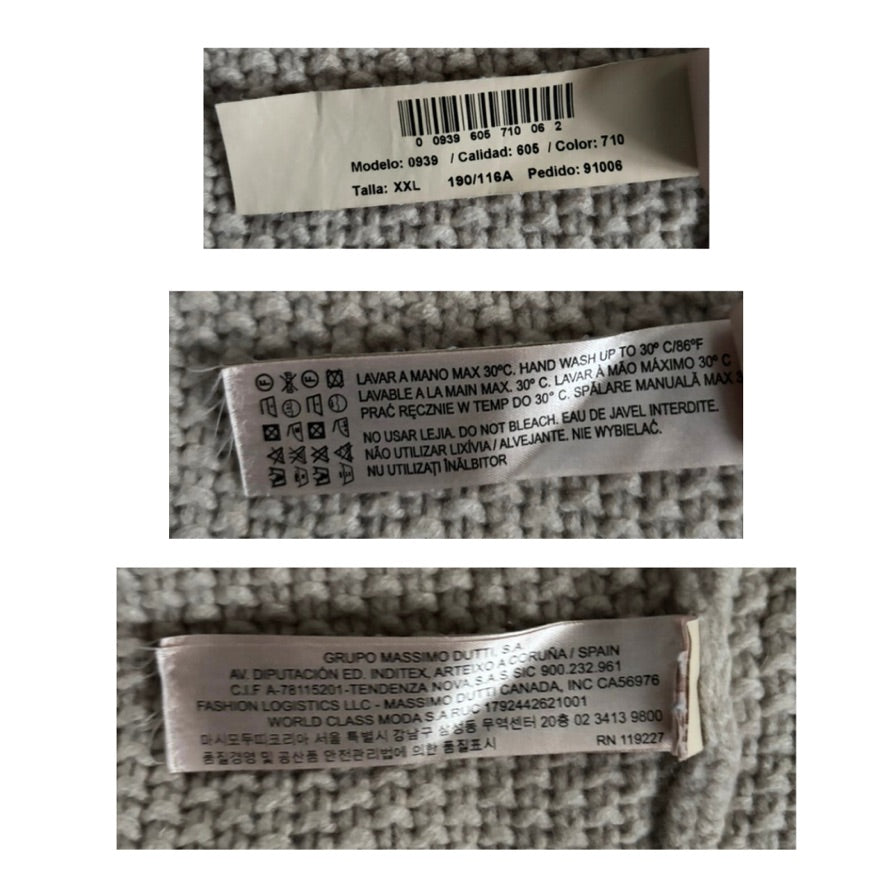 0 0939 605 710 06 2
Modelo: 0939 / Calidad: 605 / Color: 710
Talla: XXL 190/116A Pedido: 91006
LAVAR A MANO MAX 30ºC. HAND WASH UP TO 30º C/86ºF
LAVABLE A LA MAIN MAX. 30º C. LAVAR À MÃO MÁXIMO 30º C
PRAĆ RĘCZNIE W TEMP DO 30° C. SPĂLARE MANUALĂ MAX
NO USAR LEJIA. DO NOT BLEACH. EAU DE JAVEL INTERDITE.
NÃO UTILIZAR LIXÍVIA / ALVEJANTE. NIE WYBIELAĆ.
NU UTILIZAȚI ÎNĂLBITOR
GRUPO MASSIMO DUTTI, S.A.
AV. DIPUTACIÓN ED. INDITEX, ARTEIXO A CORUÑA / SPAIN
C.I.F A-78115201-TENDENZA NOVA,S.A.S SIC 900.232.961
FASHION LOGISTICS LLC - MASSIMO DUTTI CANADA, INC CA56976
WORLD CLASS MODA S.A RUC 1792442621001
마시모두띠코리아 서울 특별시 강남구 삼성동 무역센터 20층 02 3413 9800
품질경영 및 공산품 안전관리법에 의한 품질표시 RN 119227